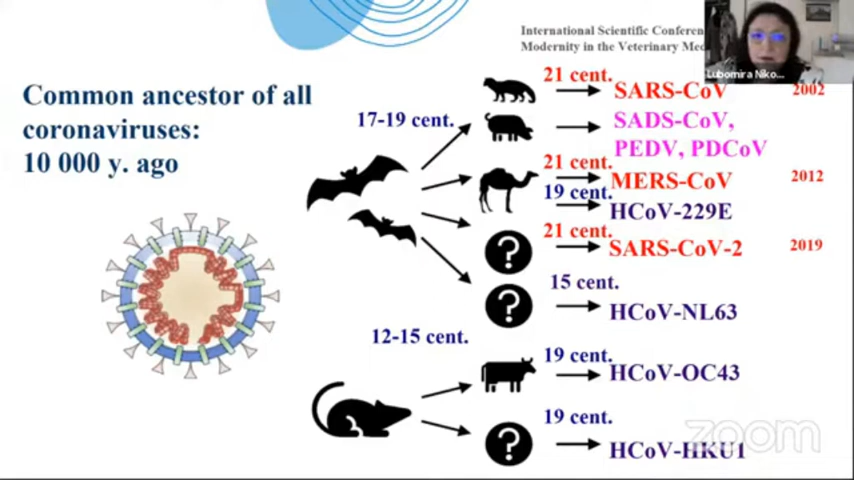 International Scientific Conferen
Modernity in the Veterinary Med
Lubomira Niko...
Common ancestor of all
coronaviruses:
10 000 y. ago
17-19 cent.
21 cent.
SARS-CoV
2002
SADS-CoV,
PEDV, PDCoV
21 cent.
MERS-CoV
2012
19 cent.
HCoV-229E
21 cent.
SARS-CoV-2
2019
?
15 cent.
HCoV-NL63
?
12-15 cent.
19 cent.
HCoV-OC43
19 cent.
HCoV-HKU1
?
zoom